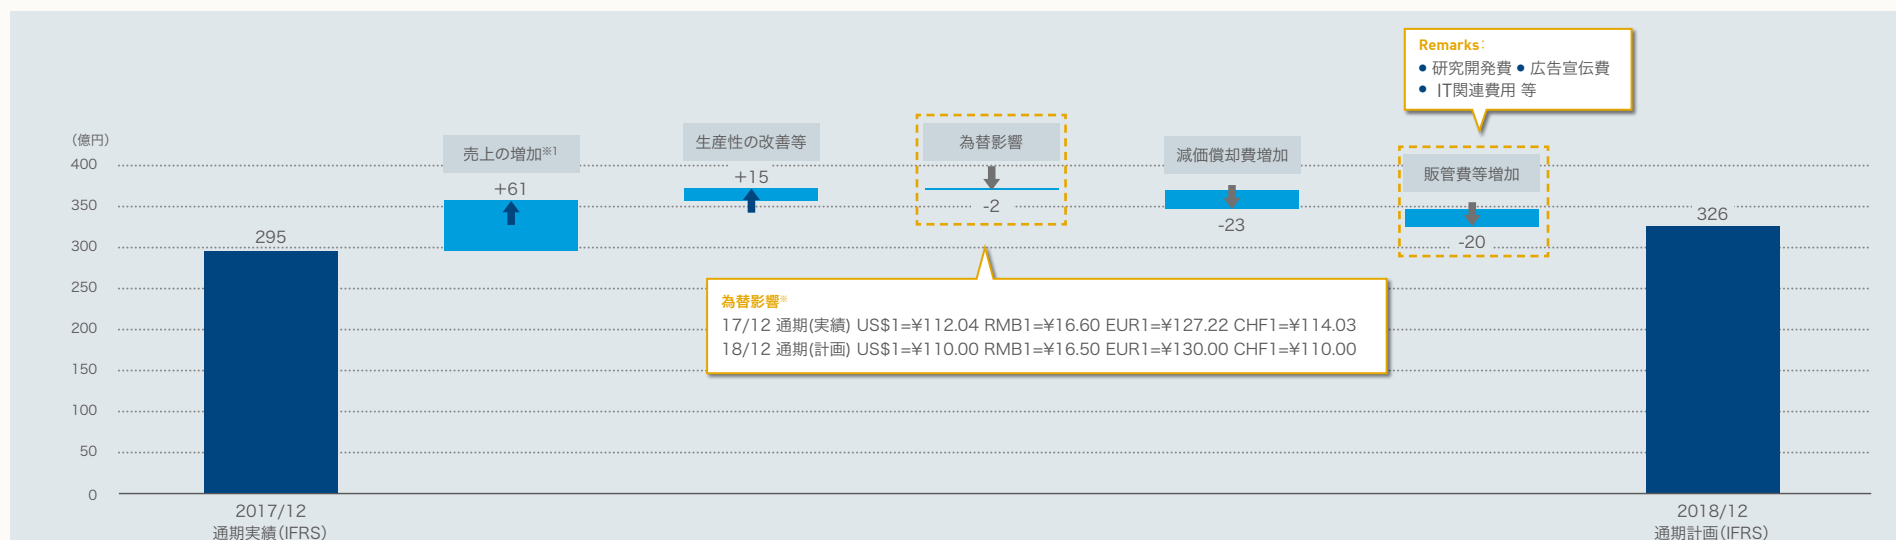 Remarks：
● 研究開発費 ● 広告宣伝費
● IT関連費用 等
（億円）
400
350
300
250
200
150
100
50
0
295
売上の増加※1
+61
生産性の改善等
+15
為替影響
-2
減価償却費増加
-23
販管費等増加
-20
326
為替影響※
17/12 通期(実績) US$1=¥112.04 RMB1=¥16.60 EUR1=¥127.22 CHF1=¥114.03
18/12 通期(計画) US$1=¥110.00 RMB1=¥16.50 EUR1=¥130.00 CHF1=¥110.00
2017/12
通期実績（IFRS）
2018/12
通期計画（IFRS）